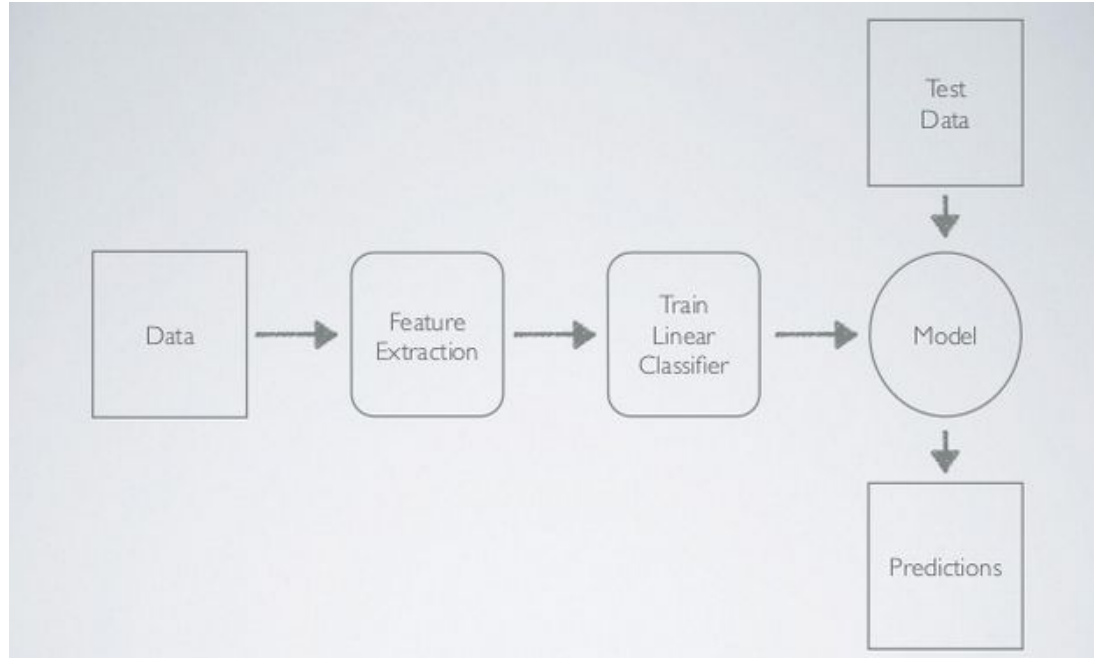 Test
Data
Data
Feature
Extraction
Train
Linear
Classifier
Model
Predictions